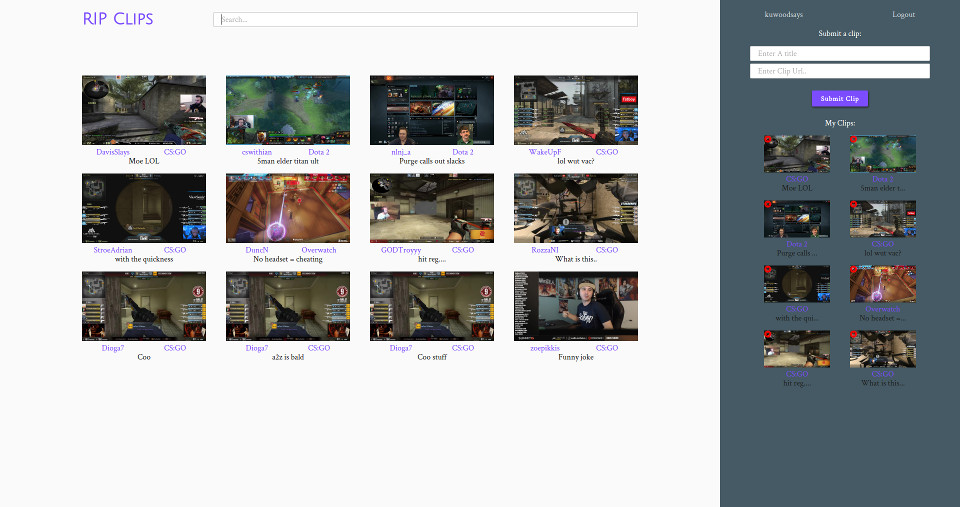 RIP Clips
Search...
DavisSlays CS:GO
Moe LOL
cswithian Dota 2
5man elder titan ult
nlnj_a Dota 2
Purge calls out slacks
WakeUpF CS:GO
lol wut vac?
StroeAdrian CS:GO
with the quickness
DuncN Overwatch
No headset = cheating
GODTroyyy CS:GO
hit reg....
RozzaNl CS:GO
What is this..
Dioga7 CS:GO
Coo
Dioga7 CS:GO
a2z is bald
Dioga7 CS:GO
Coo stuff
zoepikkis CS:GO
Funny joke
kuwoodsays Logout
Submit a clip:
Enter A title
Enter Clip Url..
Submit Clip
My Clips:
CS:GO
Moe LOL
Dota 2
5man elder t...
Dota 2
Purge calls ...
CS:GO
lol wut vac?
CS:GO
with the qui...
Overwatch
No headset =...
CS:GO
hit reg....
CS:GO
What is this...